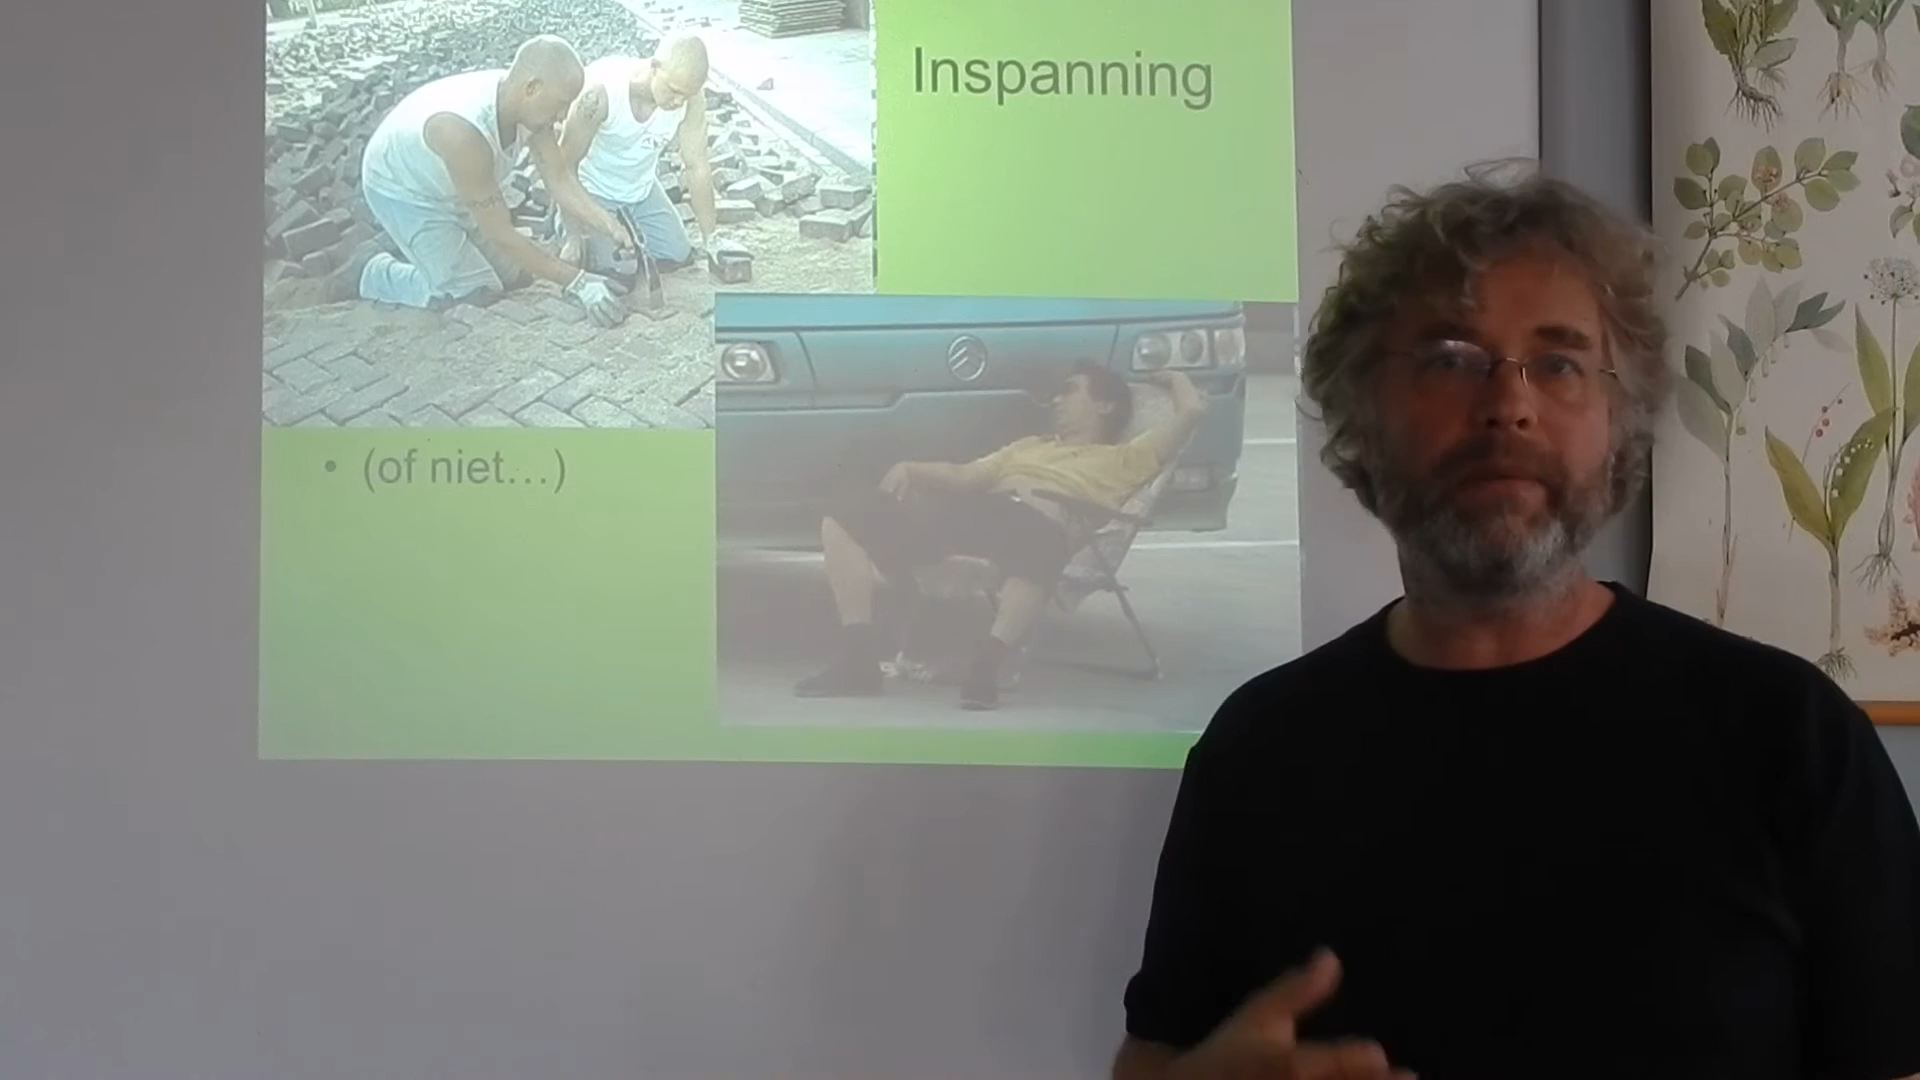 Inspanning
• (of niet...)